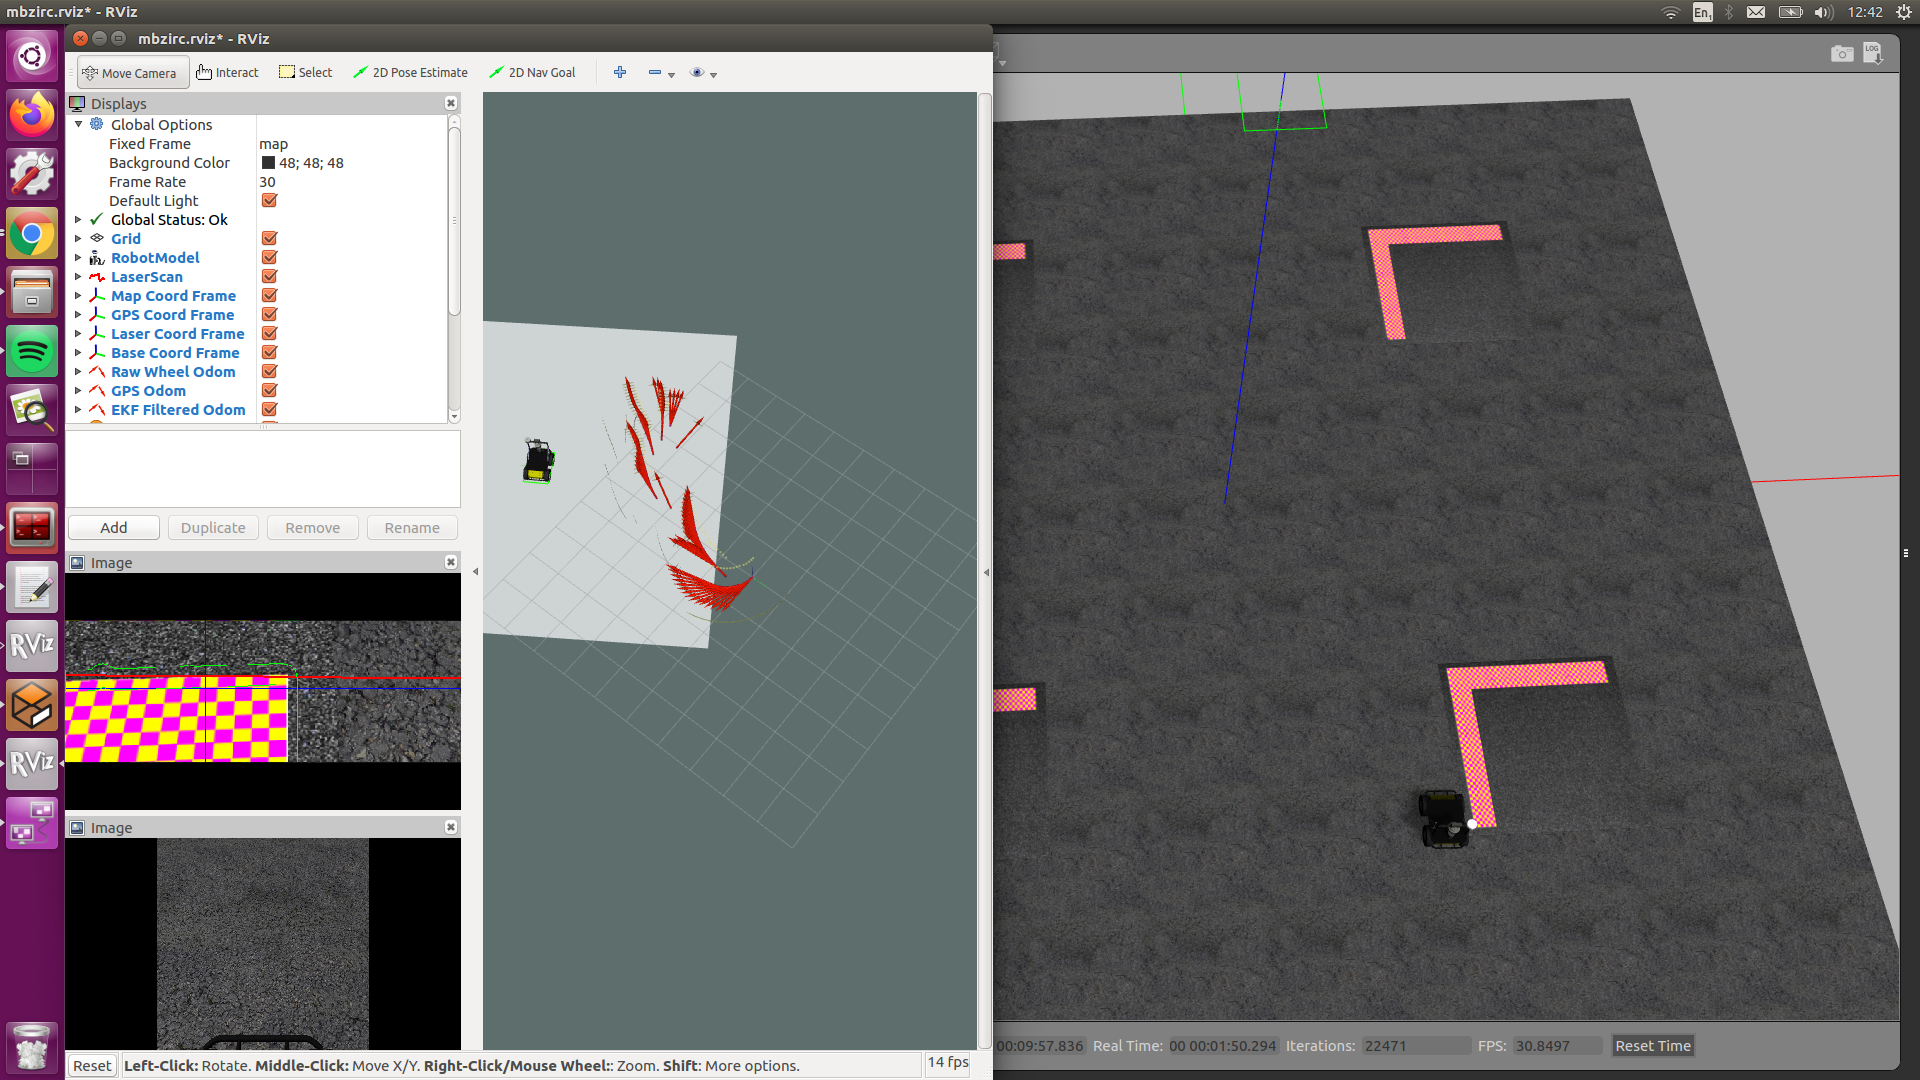 mbzirc.rviz* - RViz
En1
12:42
mbzirc.rviz* - RViz
Move Camera
Interact
Select
2D Pose Estimate
2D Nav Goal
LOG
Displays
Global Options
Fixed Frame
map
Background Color
48; 48; 48
Frame Rate
30
Default Light
Global Status: Ok
Grid
RobotModel
LaserScan
Map Coord Frame
GPS Coord Frame
Laser Coord Frame
Base Coord Frame
Raw Wheel Odom
GPS Odom
EKF Filtered Odom
Add
Duplicate
Remove
Rename
Image
RViz
RViz
Image
00:09:57.836 Real Time: 00 00:01:50.294 Iterations: 22471 FPS: 30.8497 Reset Time
Reset
Left-Click: Rotate. Middle-Click: Move X/Y. Right-Click/Mouse Wheel:: Zoom. Shift: More options.
14 fps